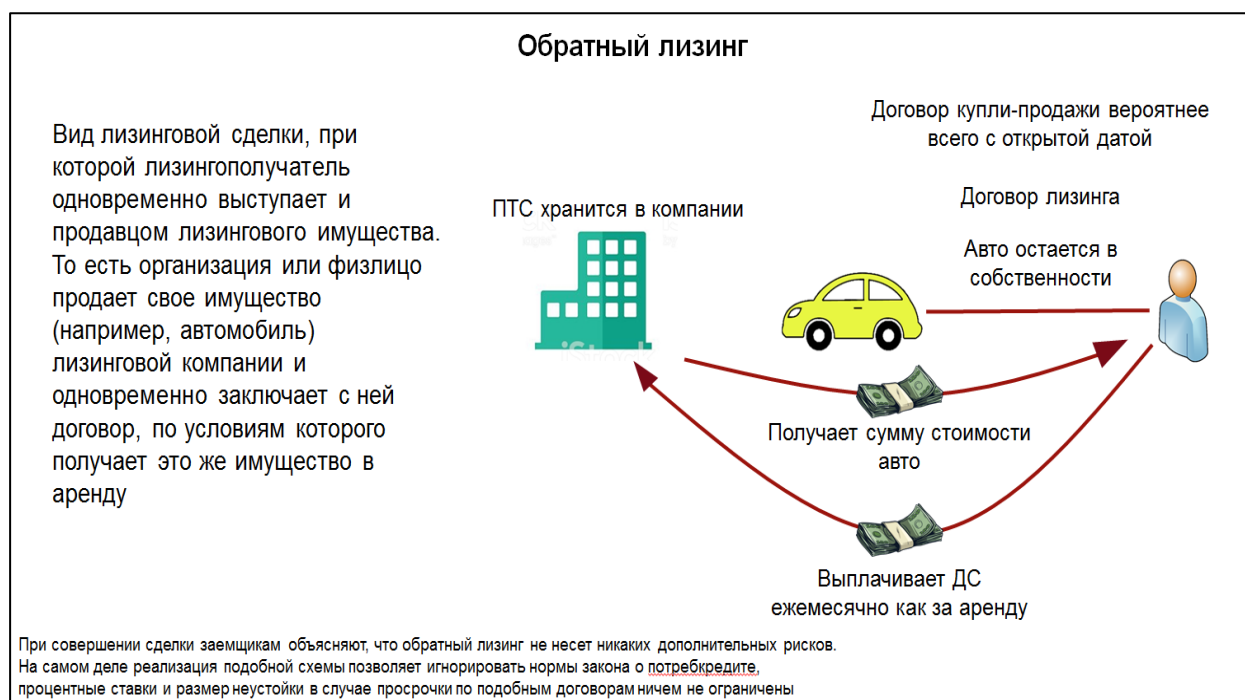 Обратный лизинг
Вид лизинговой сделки, при
которой лизингополучатель
одновременно выступает и
продавцом лизингового имущества.
То есть организация или физлицо
продает свое имущество
(например, автомобиль)
лизинговой компании и
одновременно заключает с ней
договор, по условиям которого
получает это же имущество в
аренду
Договор купли-продажи вероятнее
всего с открытой датой
Договор лизинга
ПТС хранится в компании
Авто остается в
собственности
Получает сумму стоимости
авто
Выплачивает ДС
ежемесячно как за аренду
При совершении сделки заемщикам объясняют, что обратный лизинг не несет никаких дополнительных рисков.
На самом деле реализация подобной схемы позволяет игнорировать нормы закона о потребкредите,
процентные ставки и размер неустойки в случае просрочки по подобным договорам ничем не ограничены